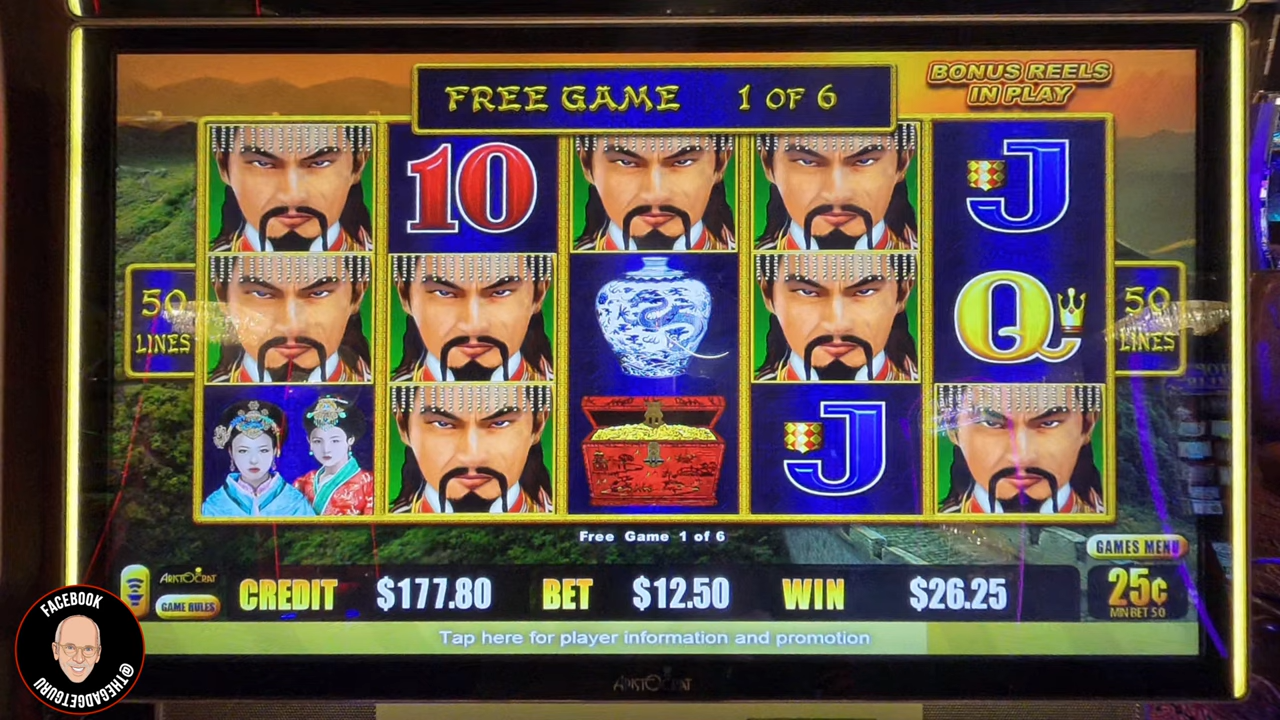 FREE GAME 1 OF 6
BONUS REELS
IN PLAY
10
J
50
LINES
Q
50
LINES
J
Free Game 1 of 6
GAMES MENU
ARISTOCRAT
GAME RULES
CREDIT $177.80 BET $12.50 WIN $26.25
25¢
MIN BET 50
Tap here for player information and promotion
ARISTOCRAT
FACEBOOK
@THEGADGETGURU